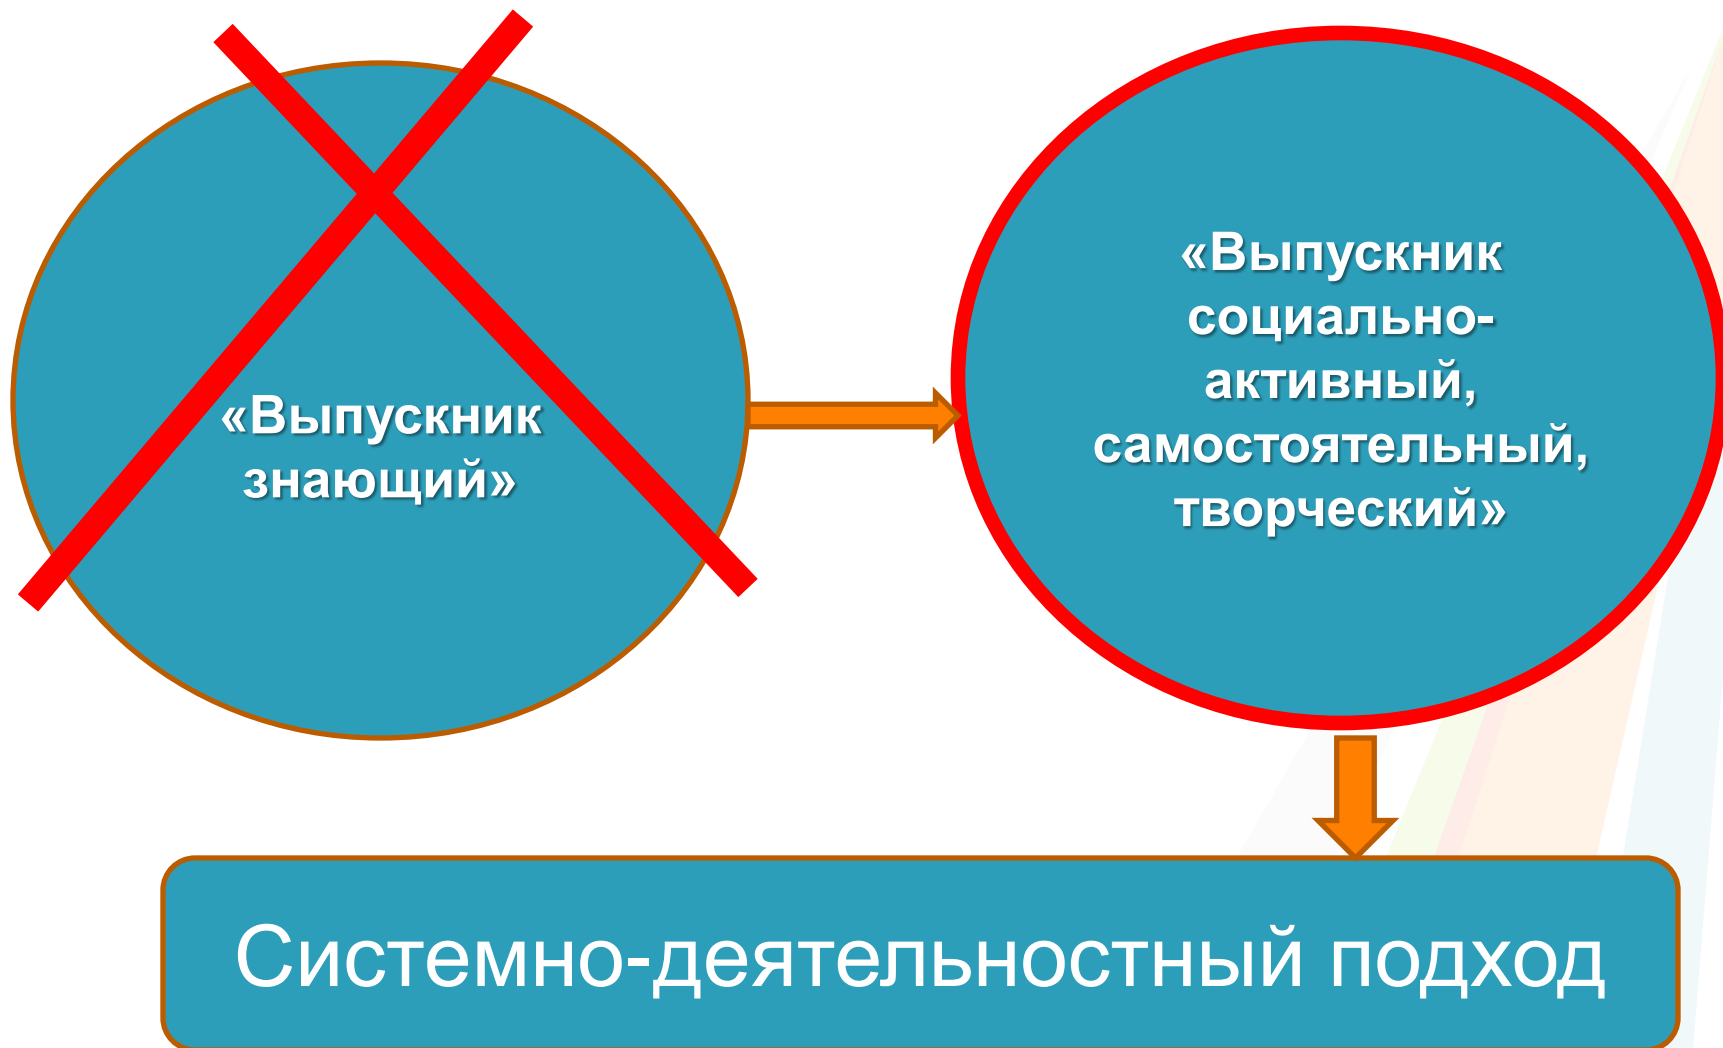 «Выпускник
знающий»
«Выпускник
социально-
активный,
самостоятельный,
творческий»
Системно-деятельностный подход